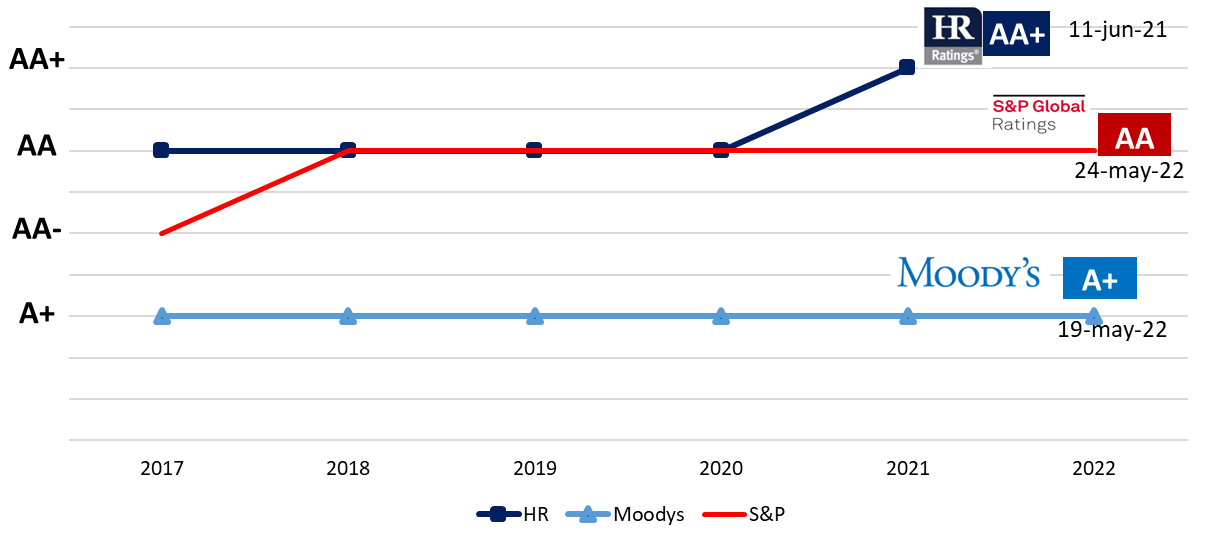 HR
Ratings®
AA+
11-jun-21
AA+
S&P Global
Ratings
AA
AA
24-may-22
AA-
MOODY'S
A+
A+
19-may-22
2017
2018
2019
2020
2021
2022
HR
Moodys
S&P